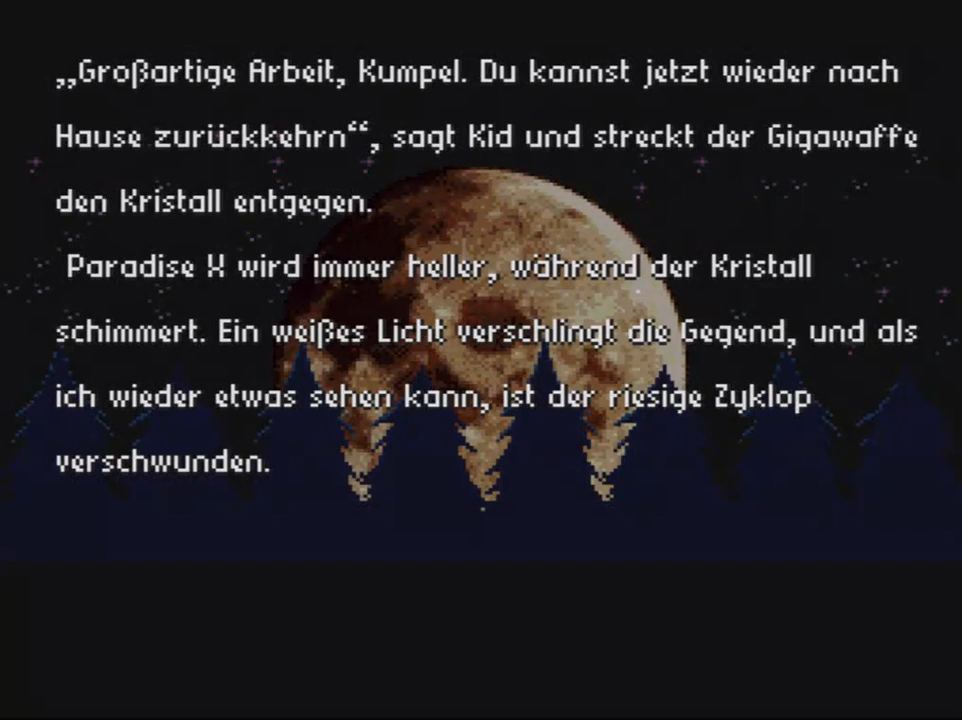 „Großartige Arbeit, Kumpel. Du kannst jetzt wieder nach
Hause zurückkehrn“, sagt Kid und streckt der Gigawaffe
den Kristall entgegen.
Paradise X wird immer heller, während der Kristall
schimmert. Ein weißes Licht verschlingt die Gegend, und als
ich wieder etwas sehen kann, ist der riesige Zyklop
verschwunden.